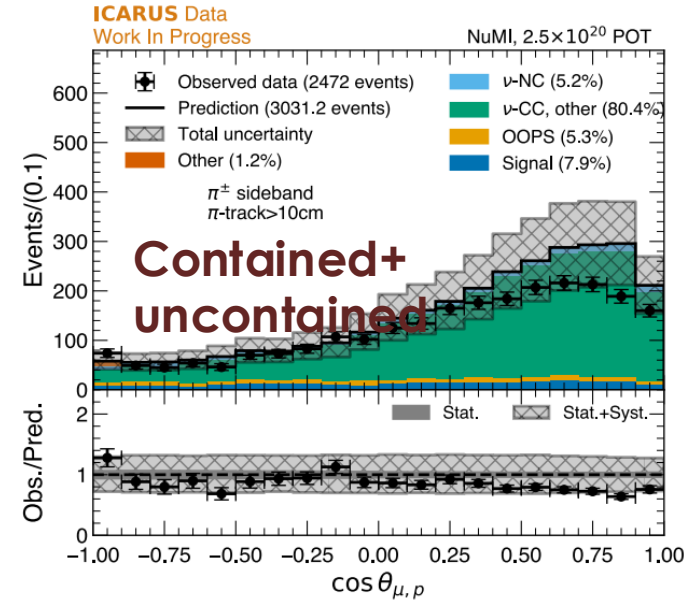 ICARUS Data
Work In Progress
NuMI, 2.5×10²⁰ POT
Observed data (2472 events)
Prediction (3031.2 events)
Total uncertainty
Other (1.2%)
ν-NC (5.2%)
ν-CC, other (80.4%)
OOPS (5.3%)
Signal (7.9%)
π± sideband
π-track>10cm
Contained+
uncontained
Events/(0.1)
600
500
400
300
200
100
0
Stat.
Stat.+Syst.
Obs./Pred.
2
1
0
−1.00 −0.75 −0.50 −0.25 0.00 0.25 0.50 0.75 1.00
cos θμ,p